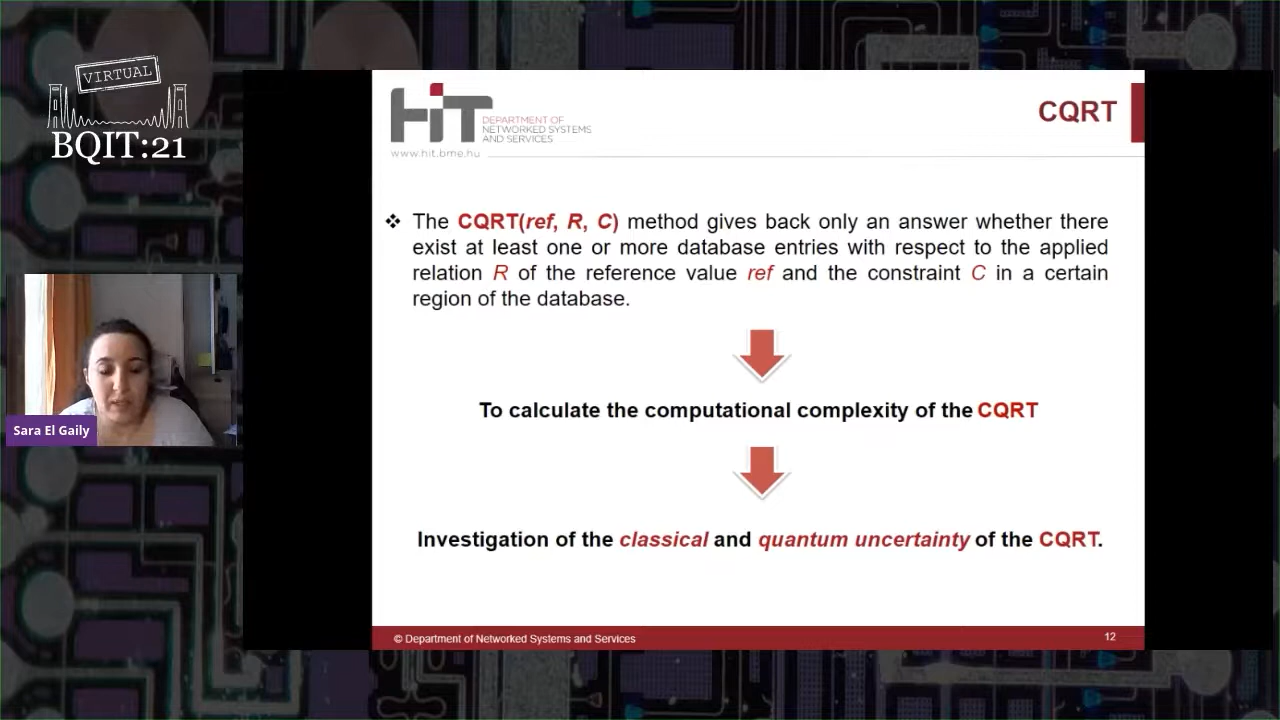 VIRTUAL
BQIT:21
HiT
DEPARTMENT OF
NETWORKED SYSTEMS
AND SERVICES
www.hit.bme.hu
CQRT
❖ The CQRT(ref, R, C) method gives back only an answer whether there
exist at least one or more database entries with respect to the applied
relation R of the reference value ref and the constraint C in a certain
region of the database.
To calculate the computational complexity of the CQRT
Investigation of the classical and quantum uncertainty of the CQRT.
Sara El Gaily
© Department of Networked Systems and Services
12